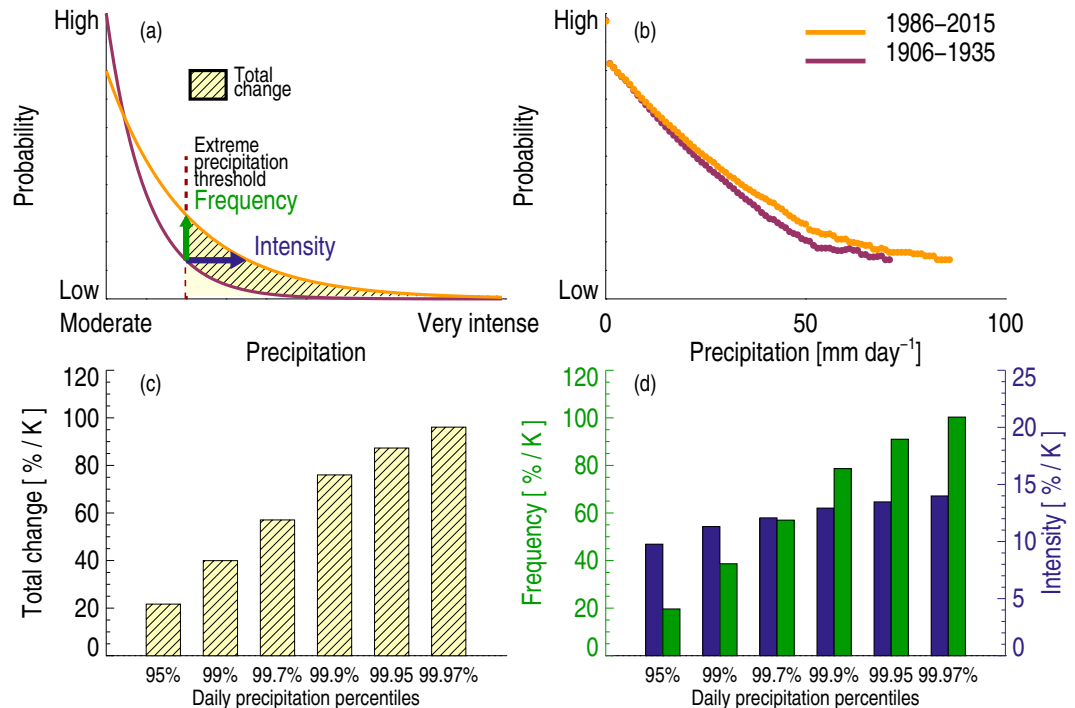 High
(a)
Total
change
Extreme
precipitation
threshold
Frequency
Intensity
Probability
Low
Moderate
Very intense
Precipitation
High
(b)
1986−2015
1906−1935
Probability
Low
0
50
100
Precipitation [mm day−1]
120
100
80
60
40
20
0
(c)
Total change [ % / K ]
95%
99%
99.7%
99.9%
99.95
99.97%
Daily precipitation percentiles
120
100
80
60
40
20
0
(d)
Frequency [ % / K ]
25
20
15
10
5
0
Intensity [ % / K ]
95%
99%
99.7%
99.9%
99.95
99.97%
Daily precipitation percentiles